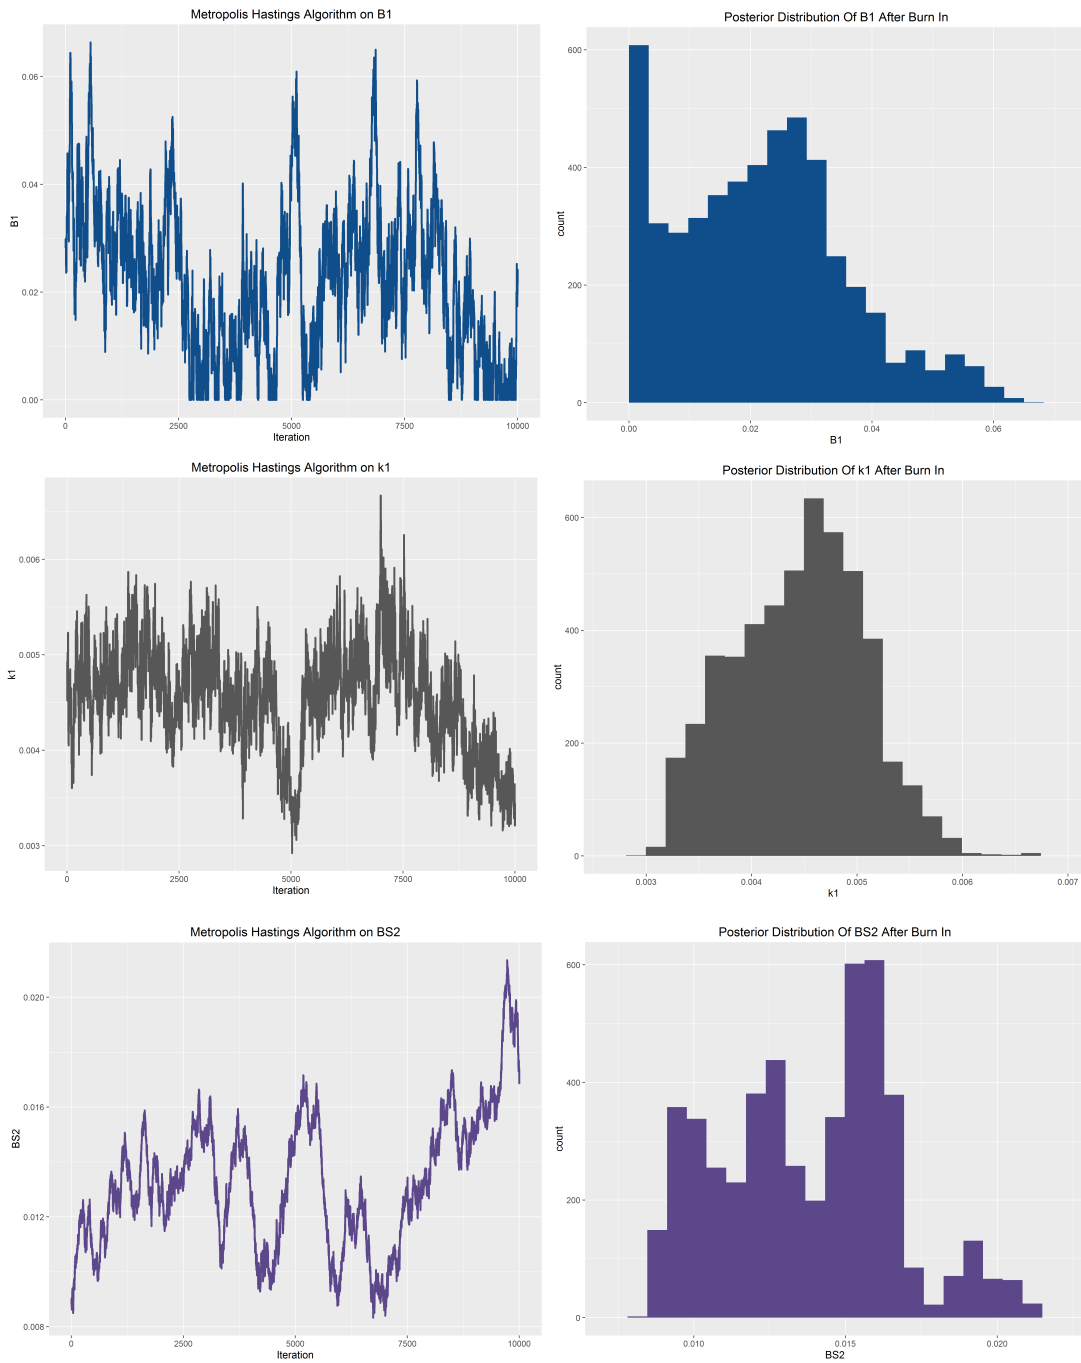 Metropolis Hastings Algorithm on B1
0.06
0.04
0.02
0.00
B1
0
2500
5000
7500
10000
Iteration
Posterior Distribution Of B1 After Burn In
600
400
200
0
count
0.00
0.02
0.04
0.06
B1
Metropolis Hastings Algorithm on k1
0.006
0.005
0.004
0.003
k1
0
2500
5000
7500
10000
Iteration
Posterior Distribution Of k1 After Burn In
600
400
200
0
count
0.003
0.004
0.005
0.006
0.007
k1
Metropolis Hastings Algorithm on BS2
0.020
0.016
0.012
0.008
BS2
0
2500
5000
7500
10000
Iteration
Posterior Distribution Of BS2 After Burn In
600
400
200
0
count
0.010
0.015
0.020
BS2